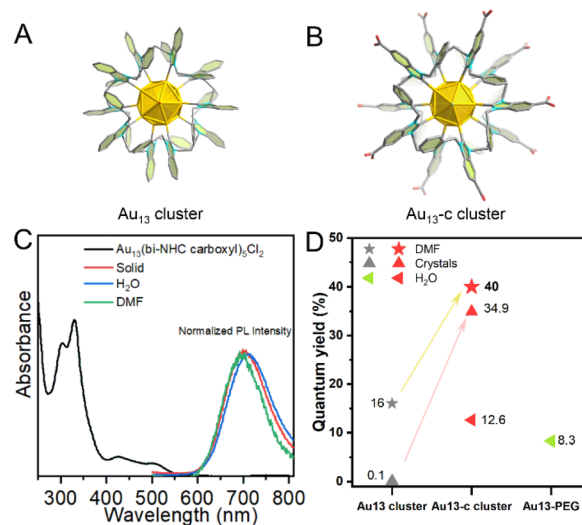 A
B
Au13 cluster
Au13-c cluster
C
Au13(bi-NHC carboxyl)5Cl2
Solid
H2O
DMF
Normalized PL Intensity
Absorbance
300 400 500 600 700 800
Wavelength (nm)
D
DMF
Crystals
H2O
50
40
30
20
10
0
Quantum yield (%)
40
34.9
16
12.6
8.3
0.1
Au13 cluster Au13-c cluster Au13-PEG